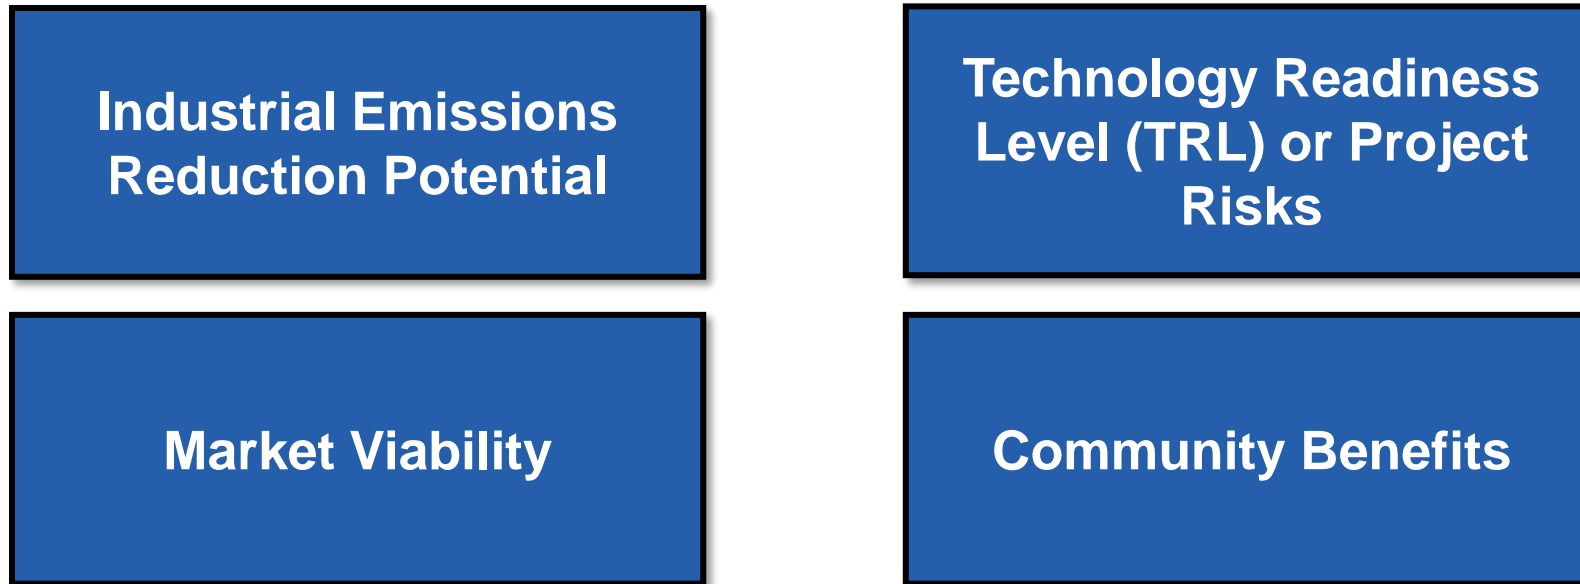 Industrial Emissions
Reduction Potential
Technology Readiness
Level (TRL) or Project
Risks
Market Viability
Community Benefits